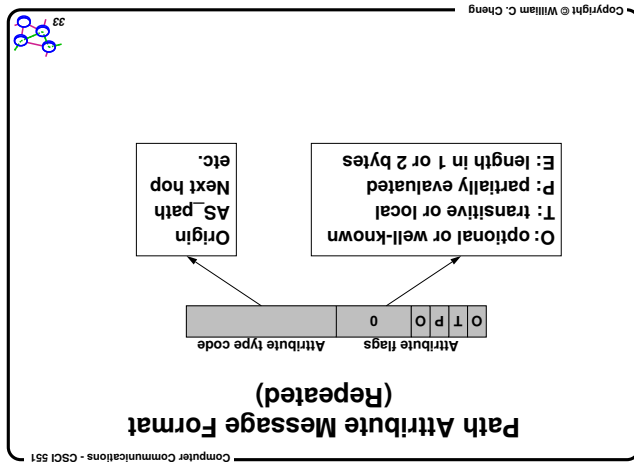 Computer Communications - CSCI 551
Path Attribute Message Format
(Repeated)
Attribute flags
Attribute type code
O T P O 0
O: optional or well-known
T: transitive or local
P: partially evaluated
E: length in 1 or 2 bytes
Origin
AS_path
Next hop
etc.
33
Copyright © William C. Cheng